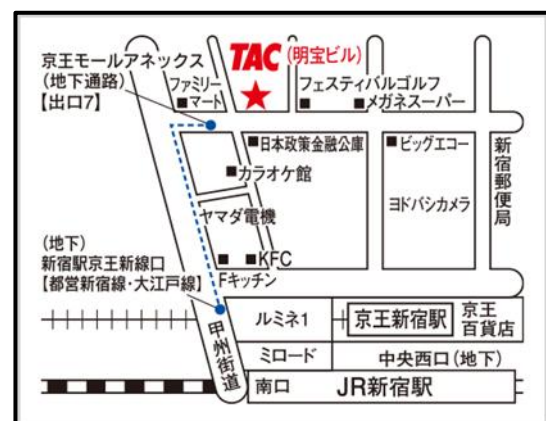 京王モールアネックス
(地下通路)
【出口7】
TAC (明宝ビル)
ファミリー
マート
フェスティバルゴルフ
メガネスーパー
日本政策金融公庫
ビッグエコー
カラオケ館
新宿郵便局
ヤマダ電機
ヨドバシカメラ
KFC
Fキッチン
(地下)
新宿駅京王新線口
【都営新宿線・大江戸線】
甲州街道
ルミネ1
京王新宿駅
京王
百貨店
ミロード
中央西口(地下)
南口
JR新宿駅